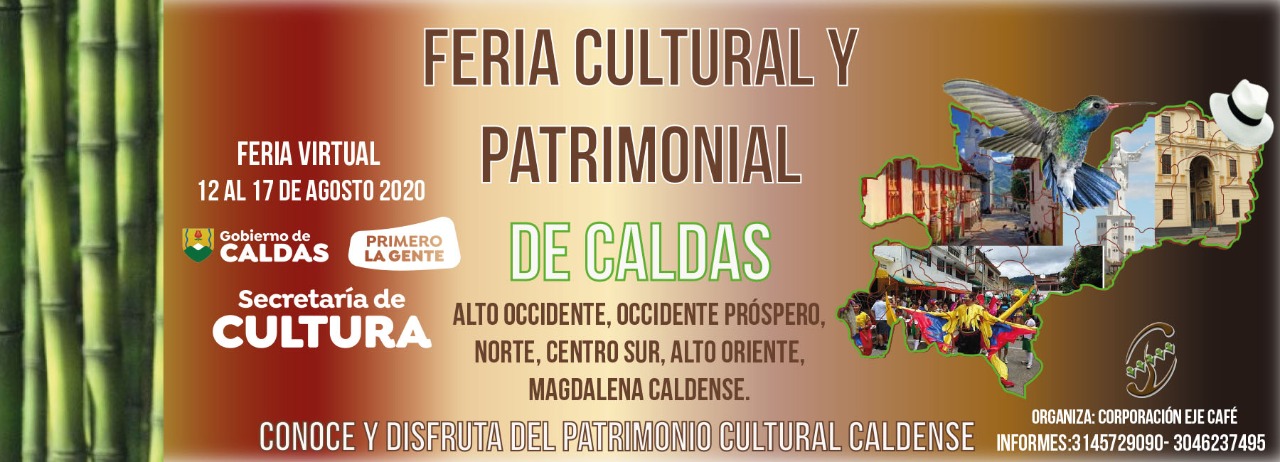 FERIA CULTURAL Y
PATRIMONIAL
DE CALDAS
FERIA VIRTUAL
12 AL 17 DE AGOSTO 2020
Gobierno de
CALDAS
PRIMERO
LA GENTE
Secretaría de
CULTURA
ALTO OCCIDENTE, OCCIDENTE PRÓSPERO,
NORTE, CENTRO SUR, ALTO ORIENTE,
MAGDALENA CALDENSE.
CONOCE Y DISFRUTA DEL PATRIMONIO CULTURAL CALDENSE
ORGANIZA: CORPORACIÓN EJE CAFÉ
INFORMES:3145729090- 3046237495